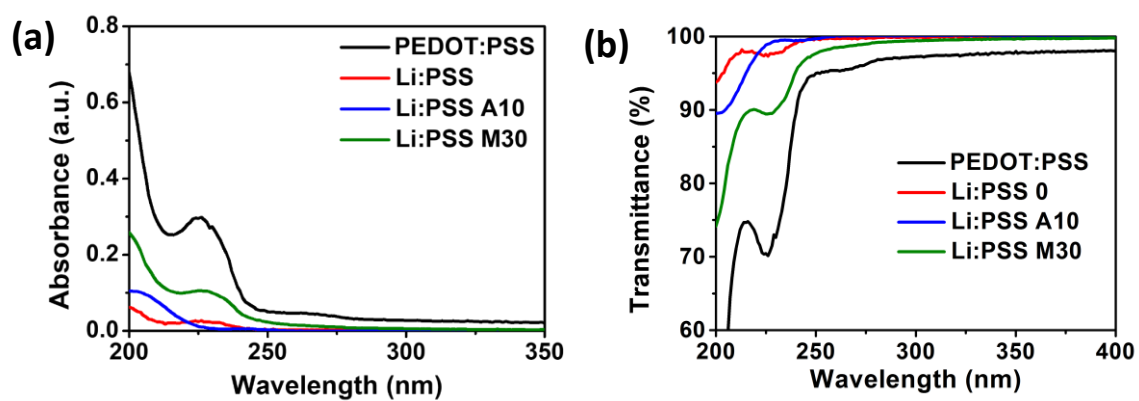 (a)
0.8
0.6
0.4
0.2
0.0
Absorbance (a.u.)
PEDOT:PSS
Li:PSS
Li:PSS A10
Li:PSS M30
200 250 300 350
Wavelength (nm)
(b)
100
90
80
70
60
Transmittance (%)
PEDOT:PSS
Li:PSS 0
Li:PSS A10
Li:PSS M30
200 250 300 350 400
Wavelength (nm)